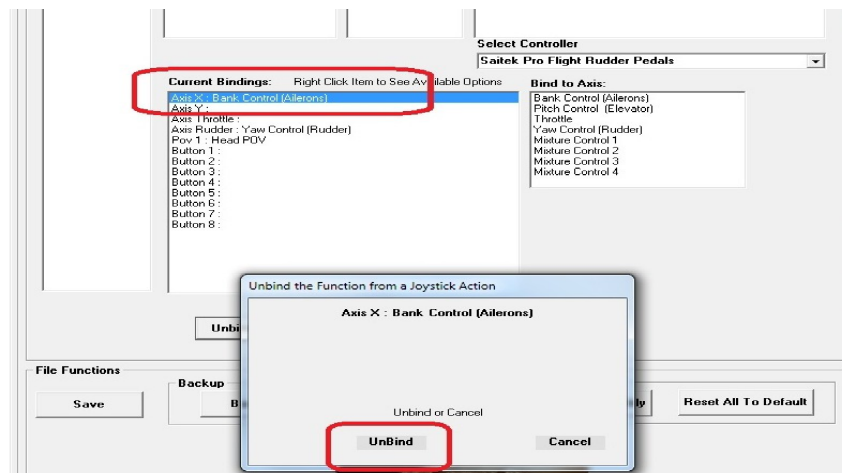 Select Controller
Saitek Pro Flight Rudder Pedals
Current Bindings: Right Click Item to See Available Options
Bind to Axis:
Axis X : Bank Control (Ailerons)
Axis Y :
Axis Throttle :
Axis Rudder : Yaw Control (Rudder)
Pov 1 : Head POV
Button 1 :
Button 2 :
Button 3 :
Button 4 :
Button 5 :
Button 6 :
Button 7 :
Button 8 :
Bank Control (Ailerons)
Pitch Control (Elevator)
Throttle
Yaw Control (Rudder)
Mixture Control 1
Mixture Control 2
Mixture Control 3
Mixture Control 4
Unbind the Function from a Joystick Action
Axis X : Bank Control (Ailerons)
Unbind or Cancel
UnBind Cancel
File Functions
Save
Backup
Reset All To Default